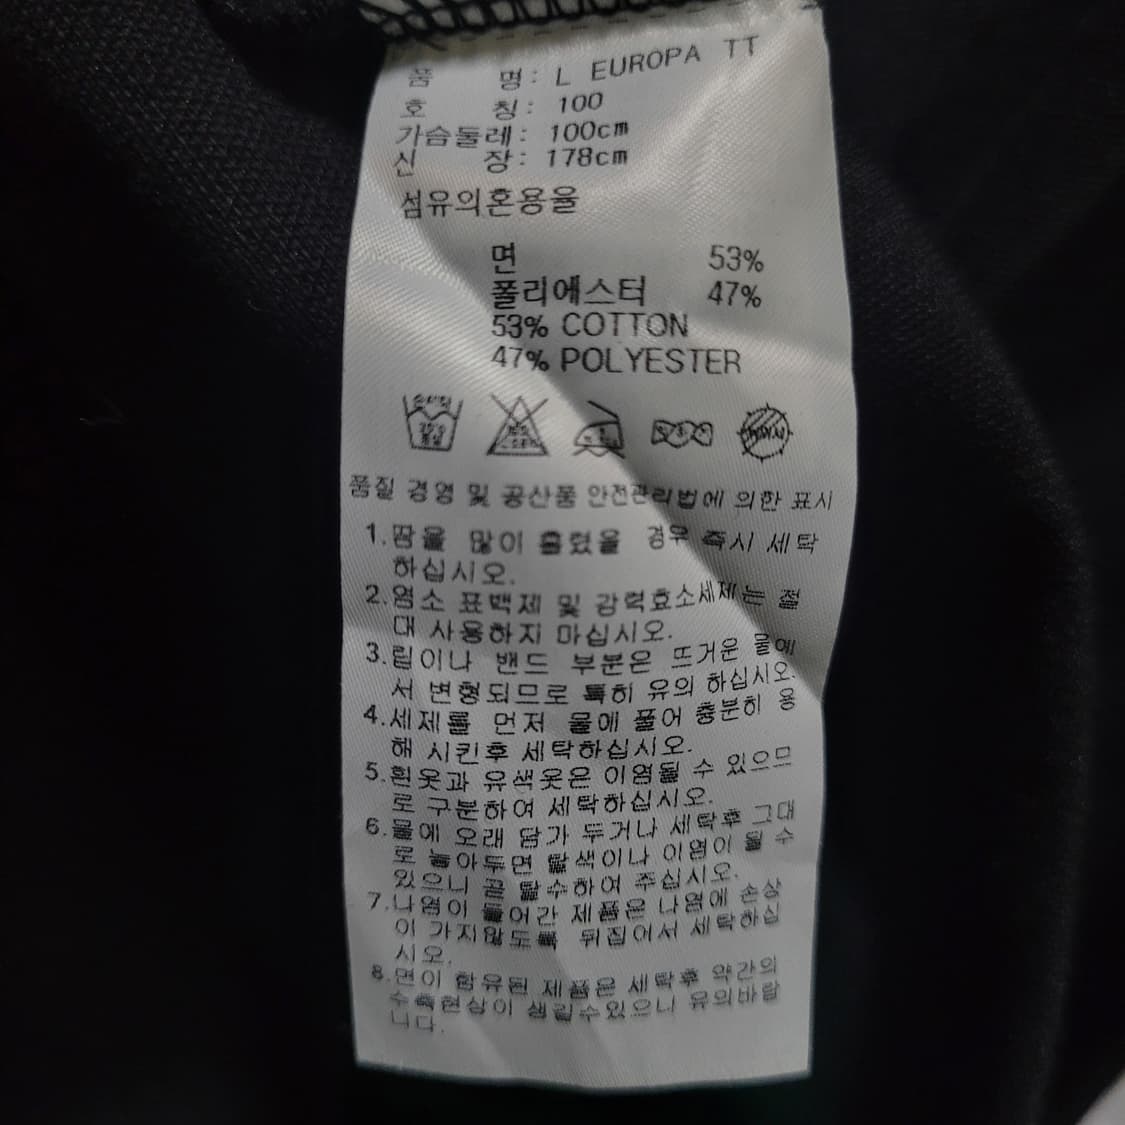 품 명: L EUROPA TT
호 칭: 100
가슴둘레: 100cm
신 장: 178cm
섬유의혼용율
면 53%
폴리에스터 47%
53% COTTON
47% POLYESTER
품질 경영 및 공산품 안전관리법에 의한 표시
1.땀을 많이 흘렸을 경우 즉시 세탁
하십시오.
2.염소 표백제 및 강력효소세제는 절
대 사용하지 마십시오.
3.립이나 밴드 부분은 뜨거운 물에
서 변형되므로 특히 유의 하십시오.
4.세제를 먼저 물에 풀어 충분히 용
해 시킨후 세탁하십시오.
5.흰옷과 유색옷은 이염될 수 있으므
로 구분하여 세탁하십시오.
6.물에 오래 담가 두거나 세탁후 그대
로 놓아두면 탈색이나 이염이 될 수
있으니 곧 탈수하여 주십시오.
7.나염이 들어간 제품은 나염에 손상
이 가지않도록 뒤집어서 세탁하십
시오.
8.면이 함유된 제품은 세탁후 약간의
수축현상이 생길수있으니 유의바랍
니다.